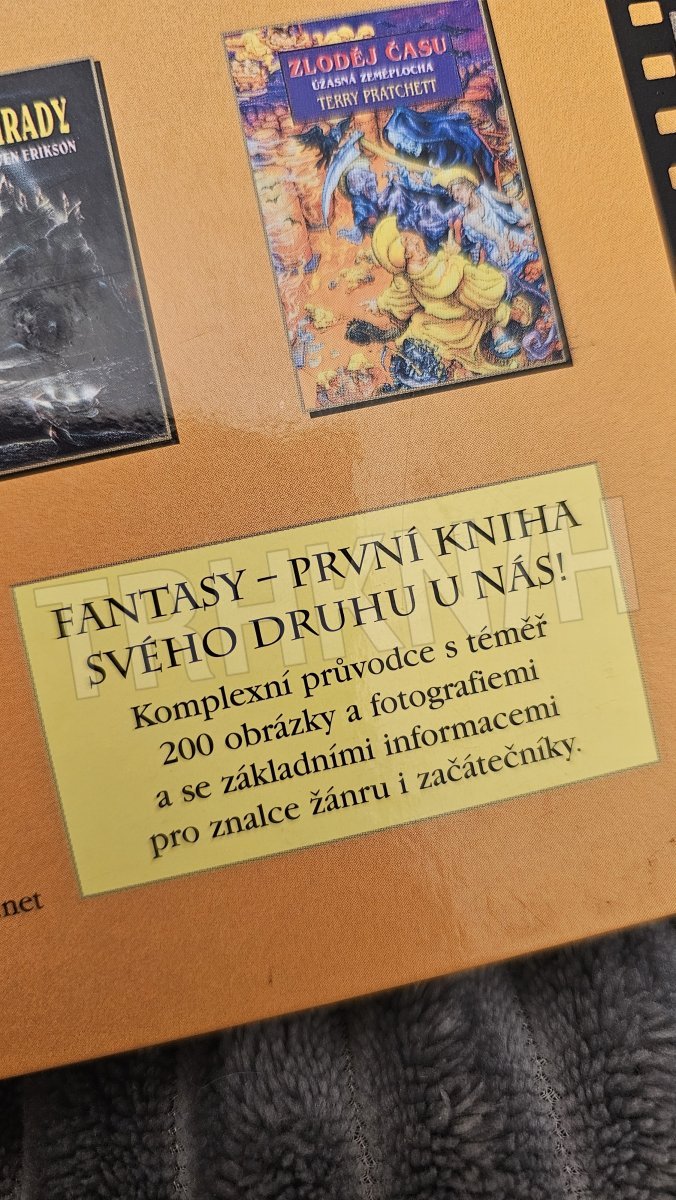 ZLODĚJ ČASU
ÚŽASNÁ ZEMĚPLOCHA
TERRY PRATCHETT
ERIKSON
FANTASY – PRVNÍ KNIHA
SVÉHO DRUHU U NÁS!
Komplexní průvodce s téměř
200 obrázky a fotografiemi
a se základními informacemi
pro znalce žánru i začátečníky.
.net